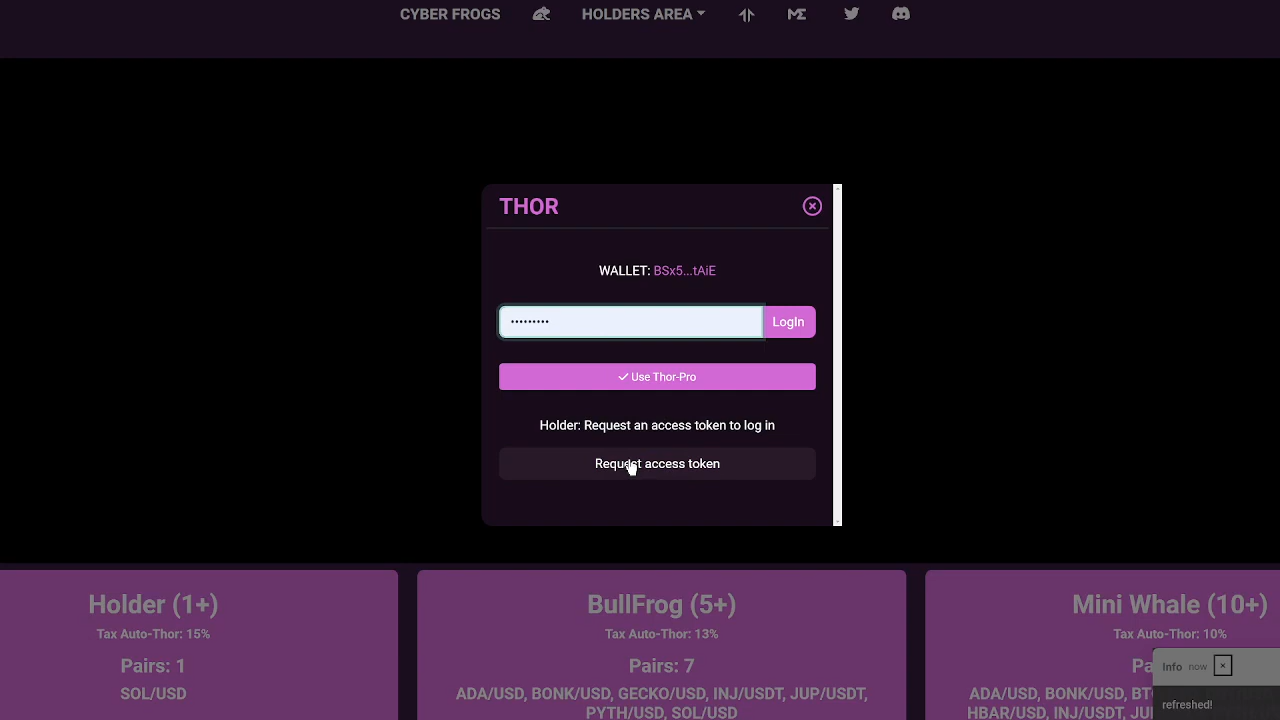 CYBER FROGS
HOLDERS AREA
THOR
WALLET: BSx5...tAiE
•••••••••
LogIn
Use Thor-Pro
Holder: Request an access token to log in
Request access token
Holder (1+)
Tax Auto-Thor: 15%
Pairs: 1
SOL/USD
BullFrog (5+)
Tax Auto-Thor: 13%
Pairs: 7
ADA/USD, BONK/USD, GECKO/USD, INJ/USDT, JUP/USDT,
PYTH/USD, SOL/USD
Mini Whale (10+)
Tax Auto-Thor: 10%
ADA/USD, BONK/USD,
HBAR/USD, INJ/USDT,
Info now
refreshed!